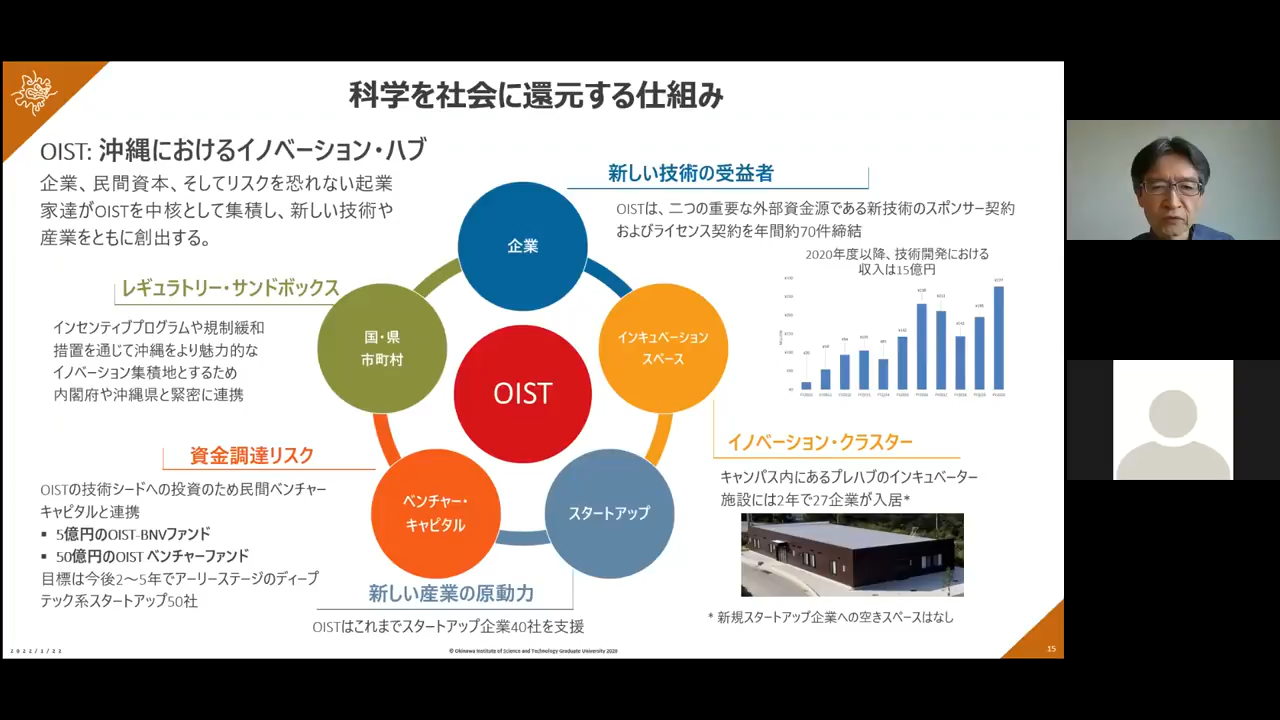 科学を社会に還元する仕組み
OIST: 沖縄におけるイノベーション・ハブ
企業、民間資本、そしてリスクを恐れない起業
家達がOISTを中核として集積し、新しい技術や
産業をともに創出する。
新しい技術の受益者
OISTは、二つの重要な外部資金源である新技術のスポンサー契約
およびライセンス契約を年間約70件締結
2020年度以降、技術開発における
収入は15億円
企業
レギュラトリー・サンドボックス
インセンティブプログラムや規制緩和
措置を通じて沖縄をより魅力的な
イノベーション集積地とするため
内閣府や沖縄県と緊密に連携
国・県
市町村
インキュベーション
スペース
OIST
資金調達リスク
OISTの技術シードへの投資のため民間ベンチャー
キャピタルと連携
▪ 5億円のOIST-BNVファンド
▪ 50億円のOIST ベンチャーファンド
目標は今後2～5年でアーリーステージのディープ
テック系スタートアップ50社
ベンチャー・
キャピタル
スタートアップ
イノベーション・クラスター
キャンパス内にあるプレハブのインキュベーター
施設には2年で27企業が入居*
新しい産業の原動力
OISTはこれまでスタートアップ企業40社を支援
* 新規スタートアップ企業への空きスペースはなし
© Okinawa Institute of Science and Technology Graduate University 2020
15